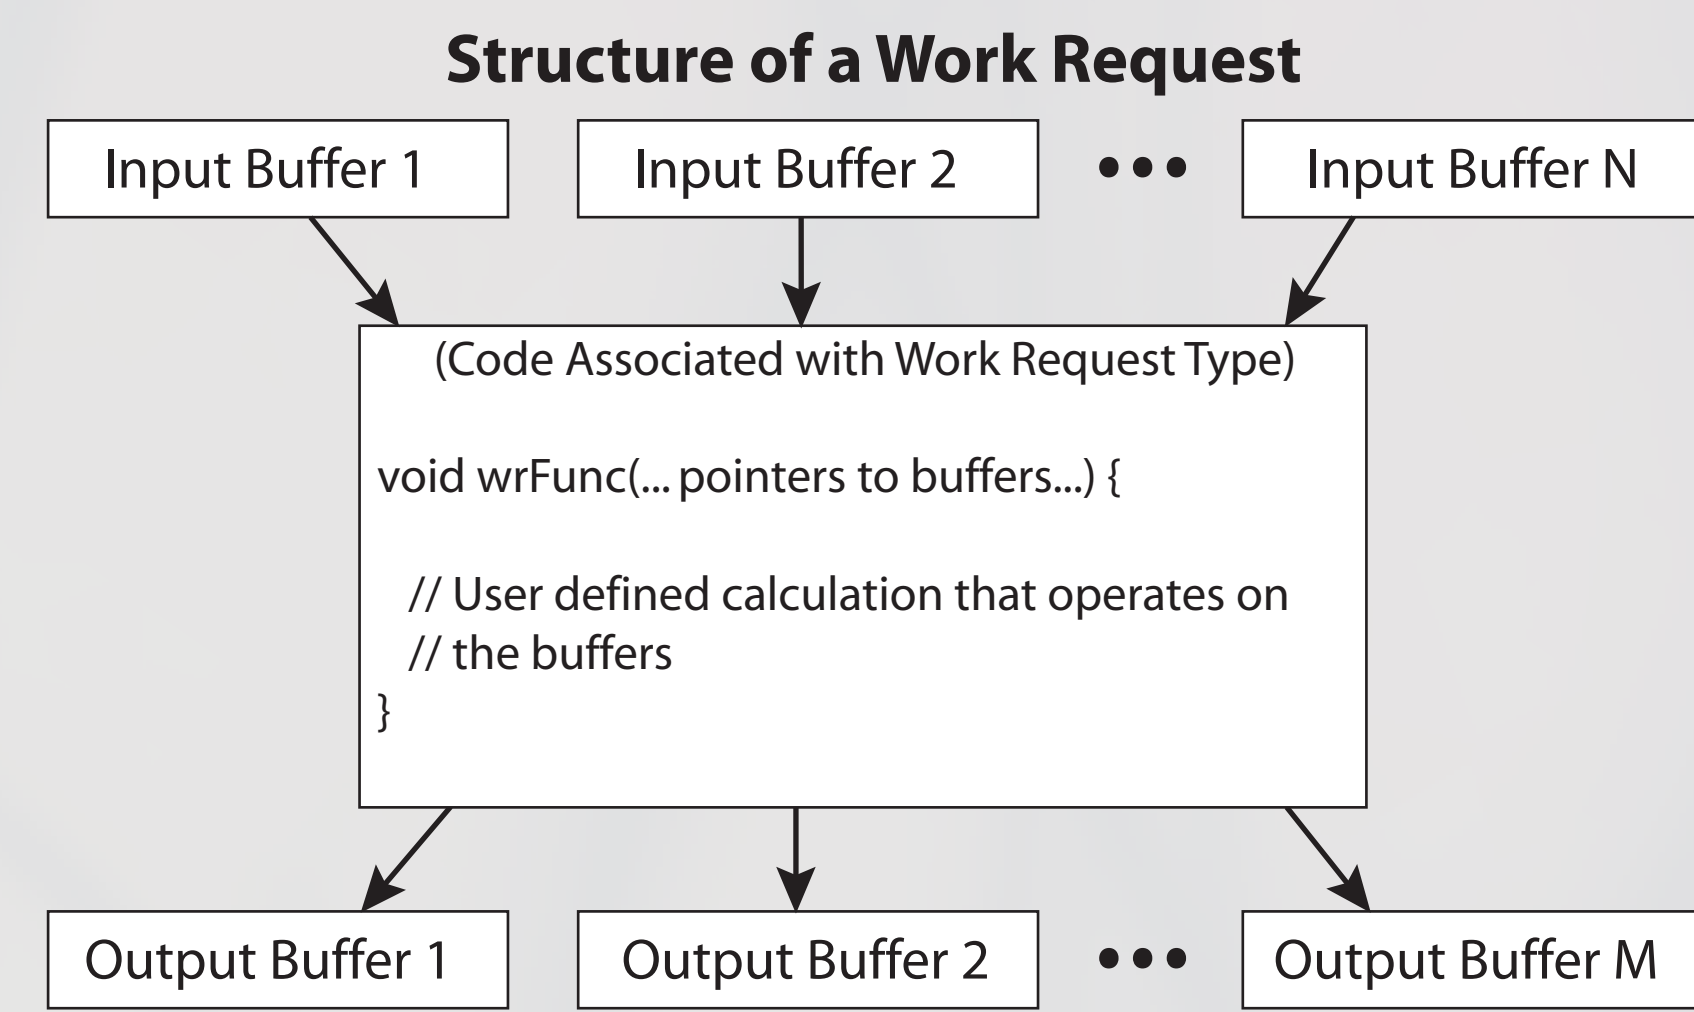 Structure of a Work Request
Input Buffer 1
Input Buffer 2
•••
Input Buffer N
(Code Associated with Work Request Type)
void wrFunc(... pointers to buffers...) {
// User defined calculation that operates on
// the buffers
}
Output Buffer 1
Output Buffer 2
•••
Output Buffer M